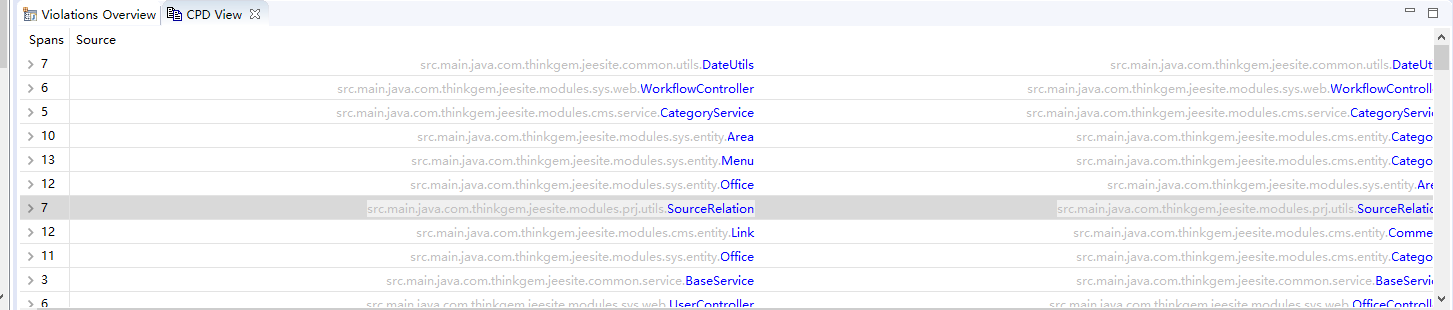 Violations Overview CPD View
Spans Source
7 src.main.java.com.thinkgem.jeesite.common.utils.DateUtils src.main.java.com.thinkgem.jeesite.common.utils.DateUt
6 src.main.java.com.thinkgem.jeesite.modules.sys.web.WorkflowController src.main.java.com.thinkgem.jeesite.modules.sys.web.WorkflowControll
5 src.main.java.com.thinkgem.jeesite.modules.cms.service.CategoryService src.main.java.com.thinkgem.jeesite.modules.cms.service.CategoryServi
10 src.main.java.com.thinkgem.jeesite.modules.sys.entity.Area src.main.java.com.thinkgem.jeesite.modules.cms.entity.Catego
13 src.main.java.com.thinkgem.jeesite.modules.sys.entity.Menu src.main.java.com.thinkgem.jeesite.modules.cms.entity.Catego
12 src.main.java.com.thinkgem.jeesite.modules.sys.entity.Office src.main.java.com.thinkgem.jeesite.modules.sys.entity.Are
7 src.main.java.com.thinkgem.jeesite.modules.prj.utils.SourceRelation src.main.java.com.thinkgem.jeesite.modules.prj.utils.SourceRelatio
12 src.main.java.com.thinkgem.jeesite.modules.cms.entity.Link src.main.java.com.thinkgem.jeesite.modules.cms.entity.Comme
11 src.main.java.com.thinkgem.jeesite.modules.sys.entity.Office src.main.java.com.thinkgem.jeesite.modules.cms.entity.Catego
3 src.main.java.com.thinkgem.jeesite.common.service.BaseService src.main.java.com.thinkgem.jeesite.common.service.BaseServi
6 src.main.java.com.thinkgem.jeesite.modules.sys.web.UserController src.main.java.com.thinkgem.jeesite.modules.sys.web.OfficeControll